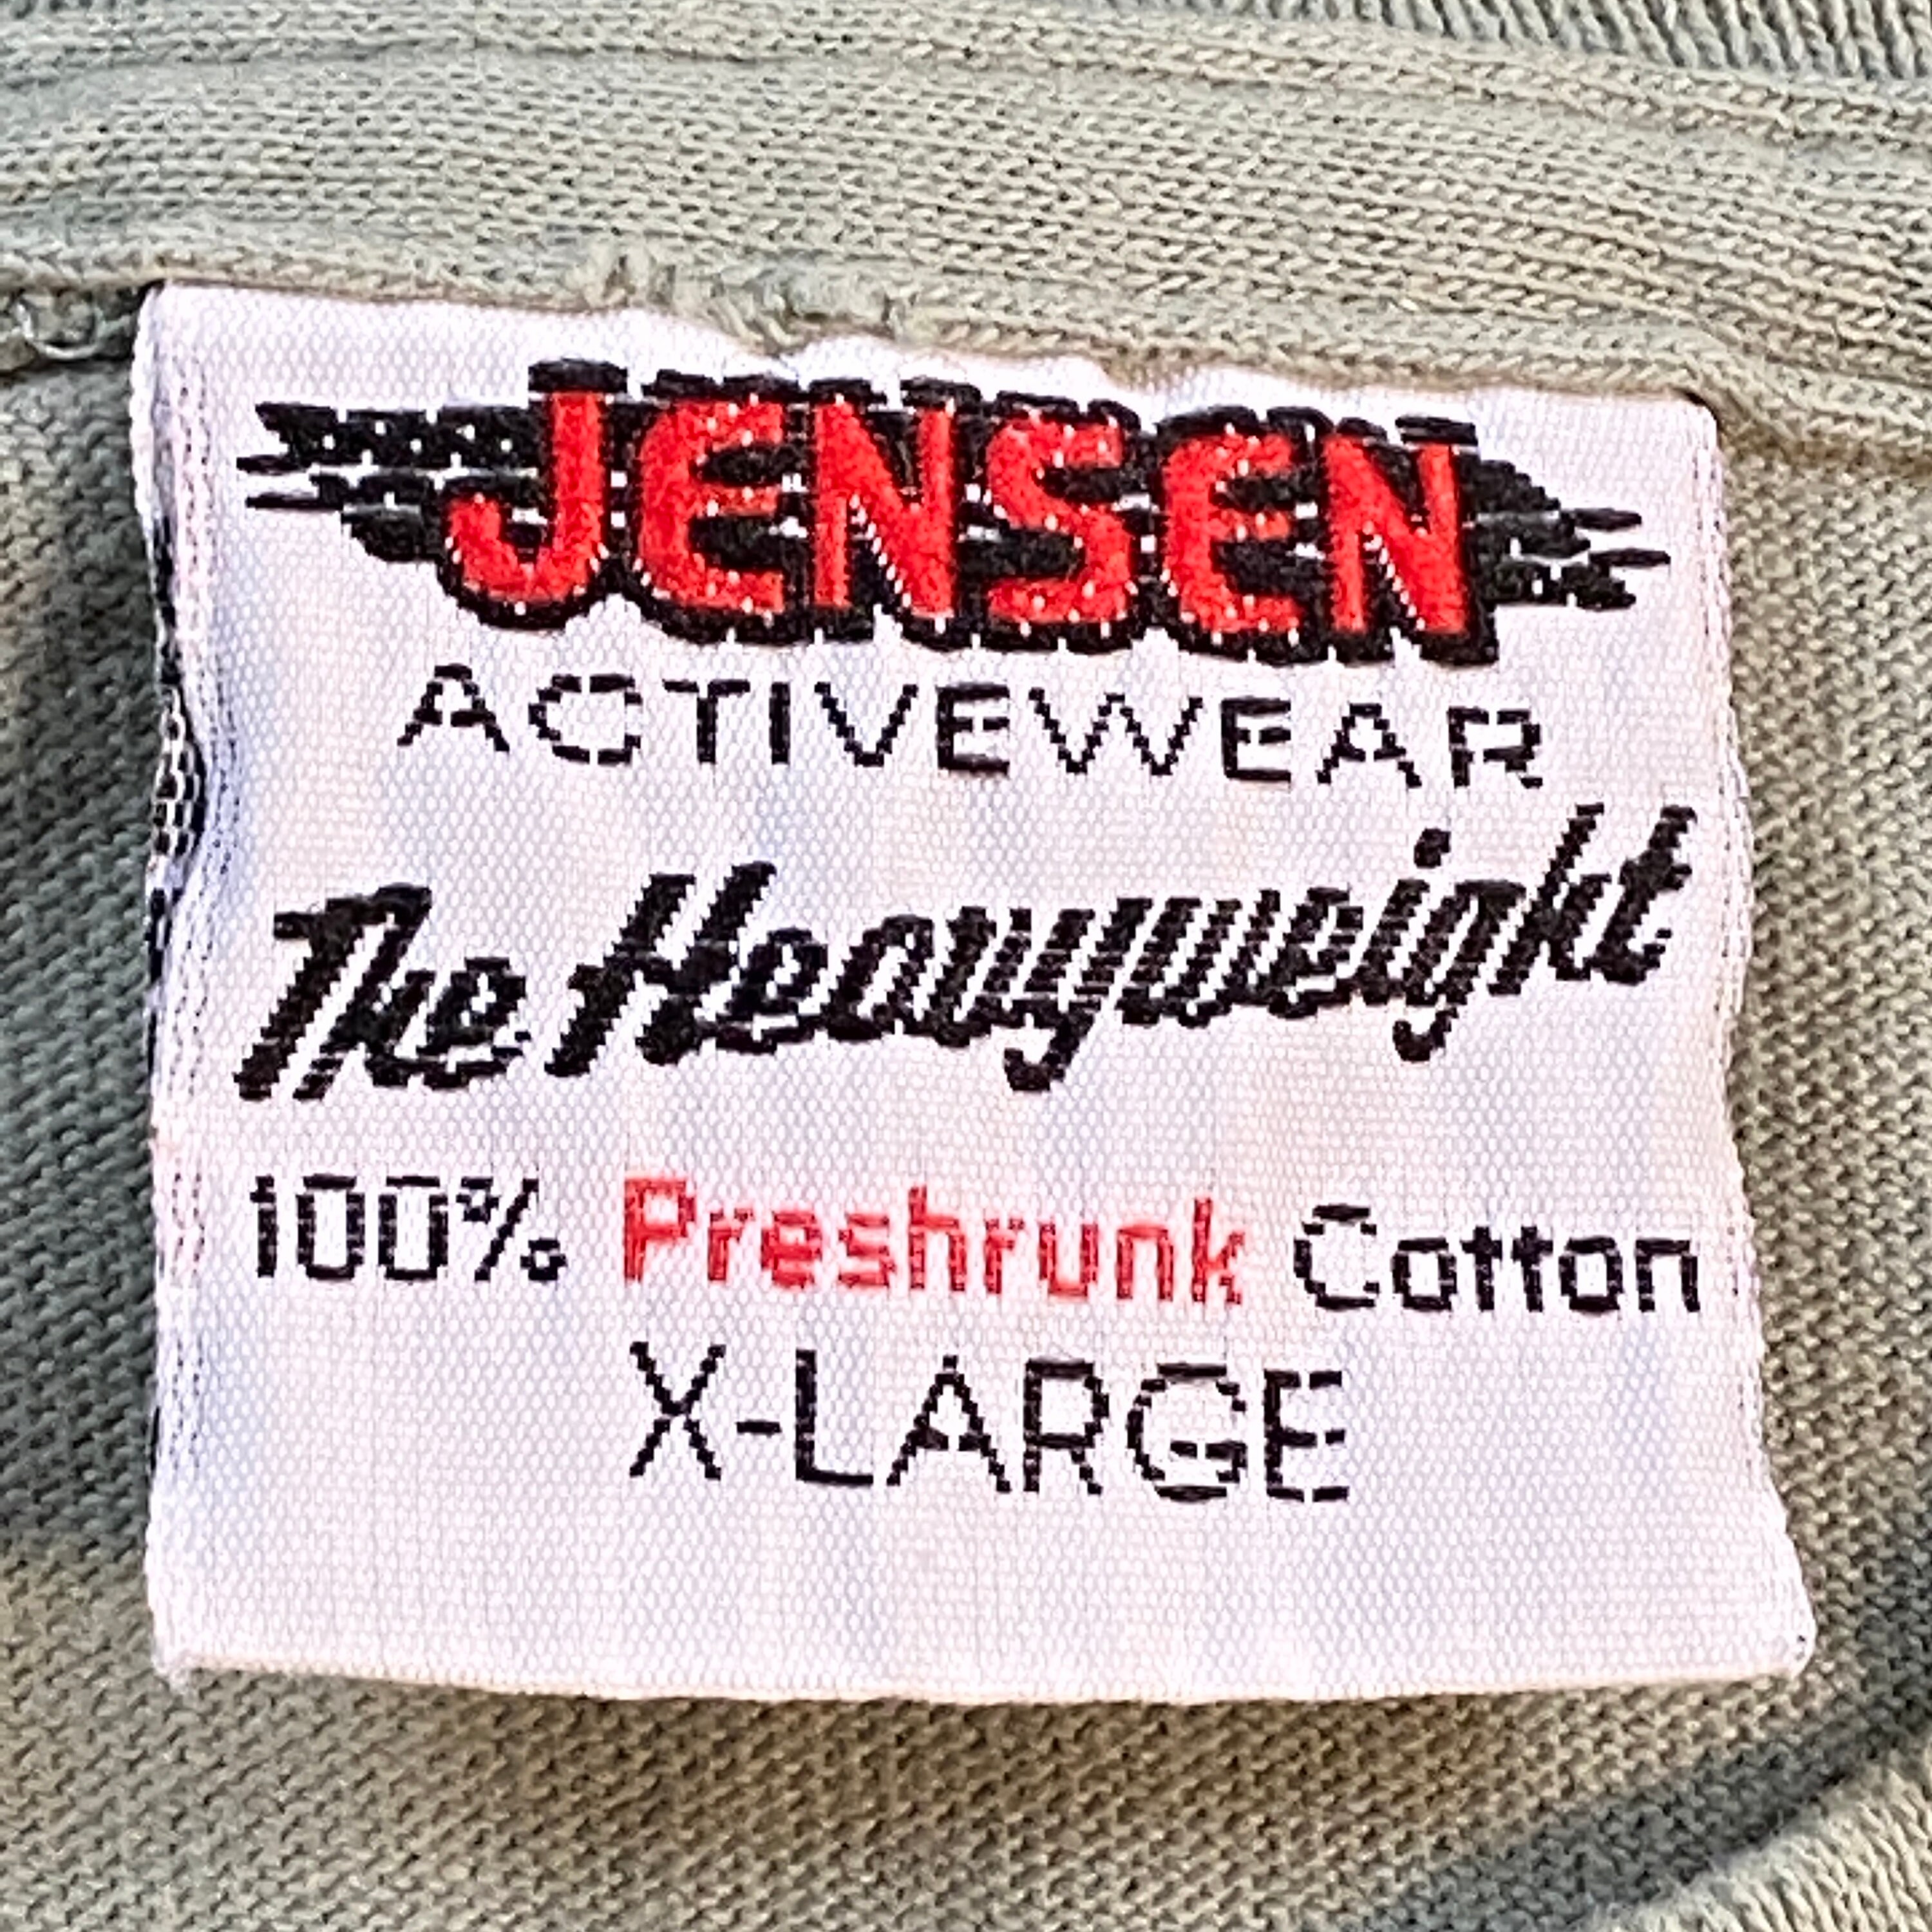 JENSEN
ACTIVEWEAR
The Heavyweight
100% Preshrunk Cotton
X-LARGE